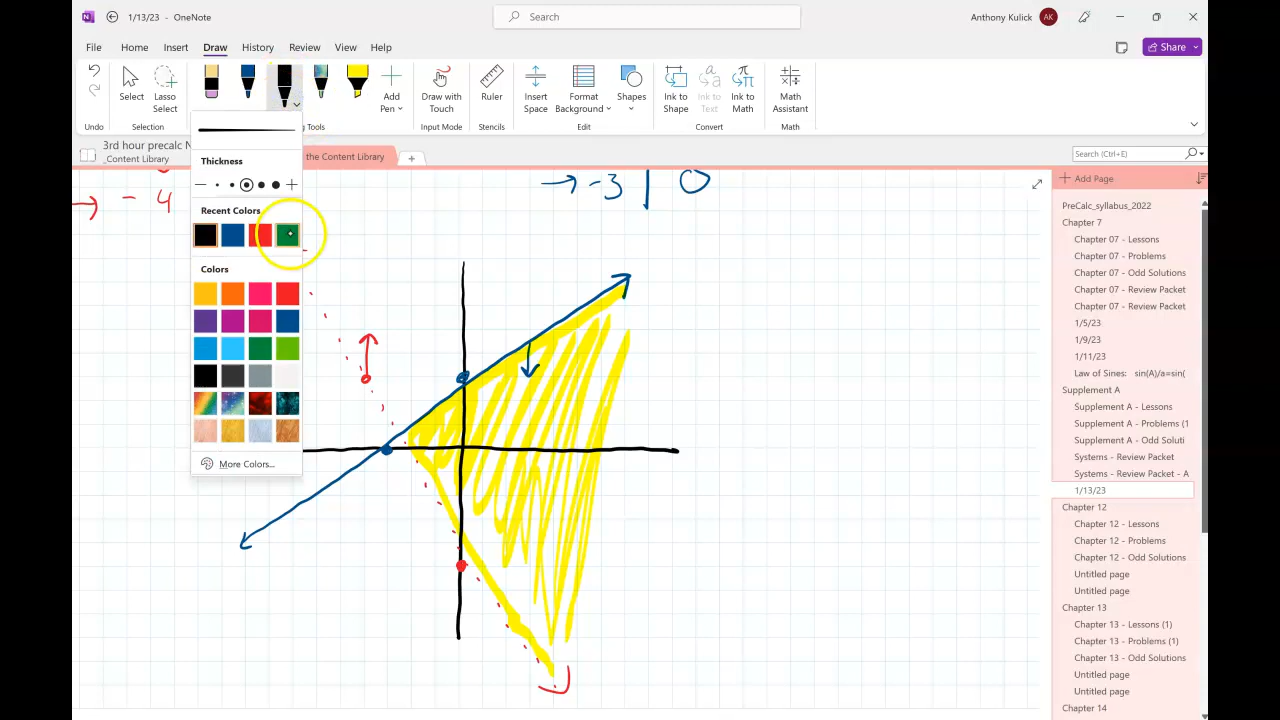 1/13/23 - OneNote
Search
Anthony Kulick
AK
File
Home
Insert
Draw
History
Review
View
Help
Share
Undo
Select
Lasso Select
Add Pen
Draw with Touch
Ruler
Insert Space
Format Background
Shapes
Ink to Shape
Ink to Text
Ink to Math
Math Assistant
Undo
Selection
g Tools
Input Mode
Stencils
Edit
Convert
Math
3rd hour precalc N
_Content Library
the Content Library
Search (Ctrl+E)
Thickness
Recent Colors
Colors
More Colors...
→ - 4
→ -3 | 0
Add Page
PreCalc_syllabus_2022
Chapter 7
Chapter 07 - Lessons
Chapter 07 - Problems
Chapter 07 - Odd Solutions
Chapter 07 - Review Packet
Chapter 07 - Review Packet
1/5/23
1/9/23
1/11/23
Law of Sines: sin(A)/a=sin(
Supplement A
Supplement A - Lessons
Supplement A - Problems (1
Supplement A - Odd Soluti
Systems - Review Packet
Systems - Review Packet - A
1/13/23
Chapter 12
Chapter 12 - Lessons
Chapter 12 - Problems
Chapter 12 - Odd Solutions
Untitled page
Untitled page
Chapter 13
Chapter 13 - Lessons (1)
Chapter 13 - Problems (1)
Chapter 13 - Odd Solutions
Untitled page
Untitled page
Chapter 14